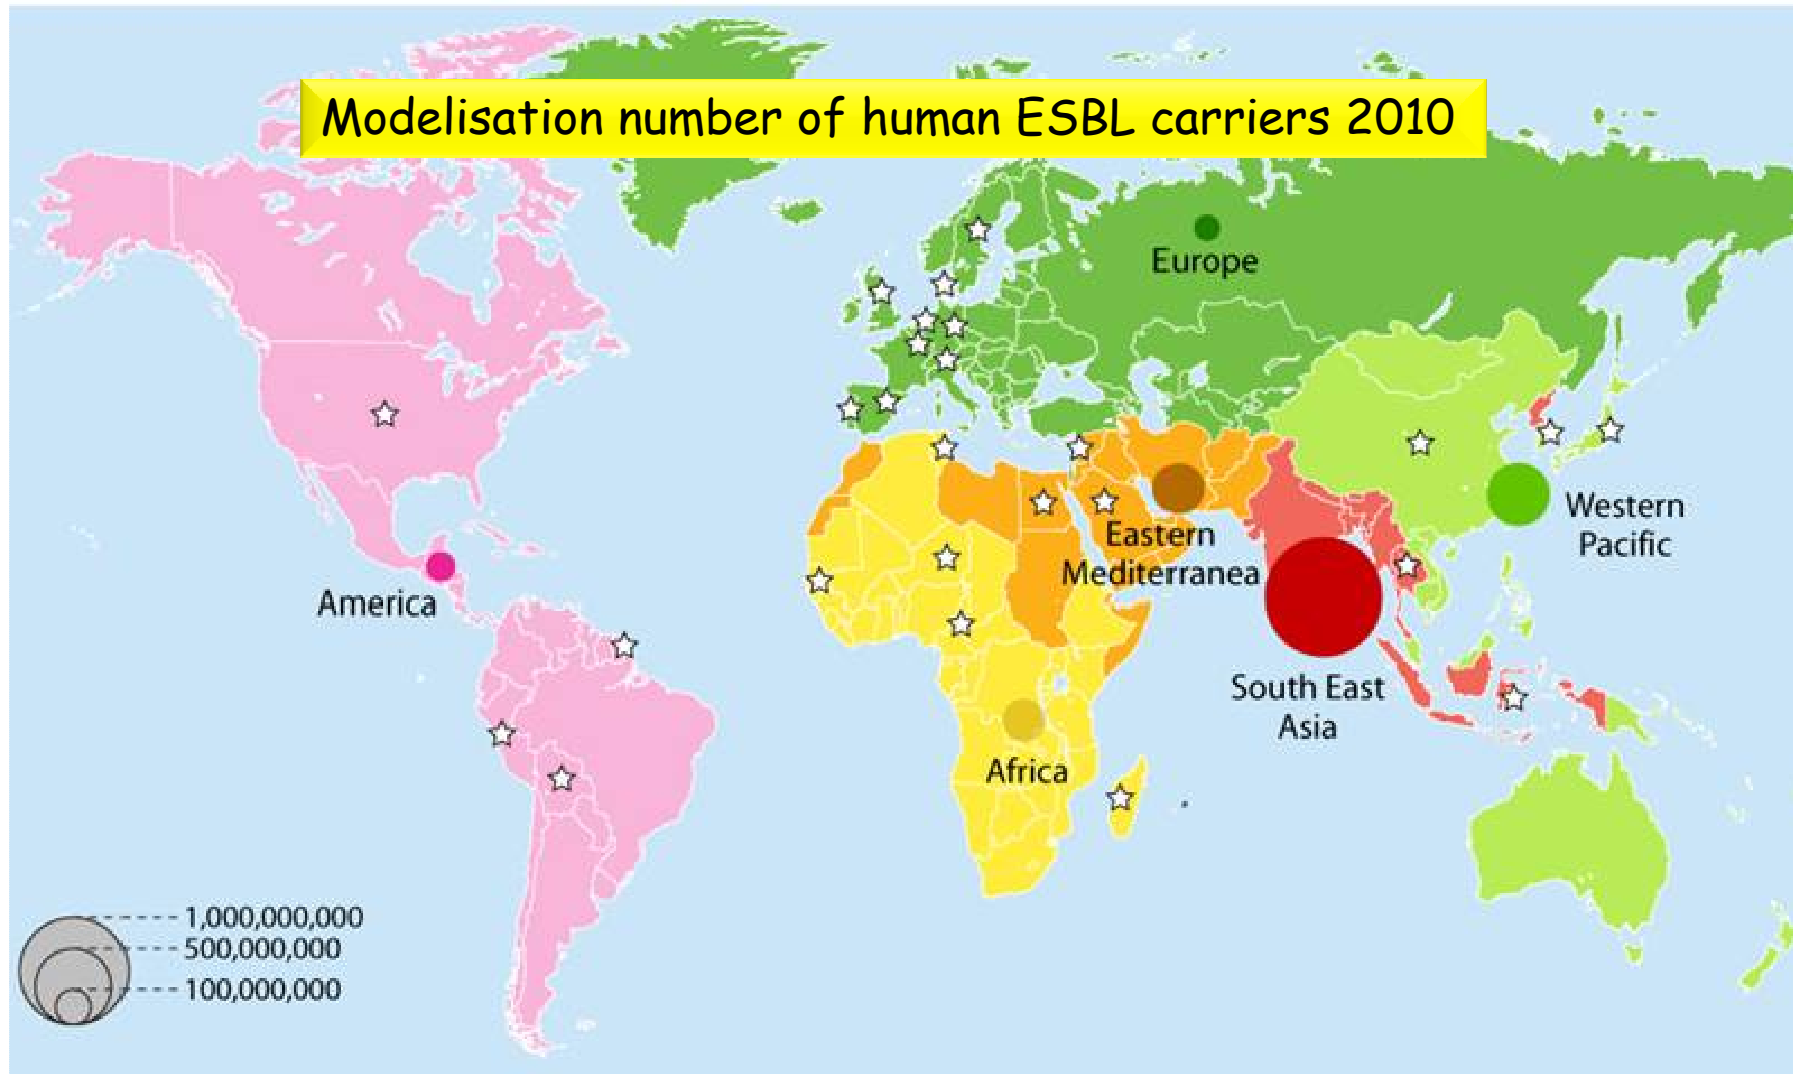 Modelisation number of human ESBL carriers 2010
Europe
Western
Pacific
Eastern
Mediterranea
America
South East
Asia
Africa
1,000,000,000
500,000,000
100,000,000